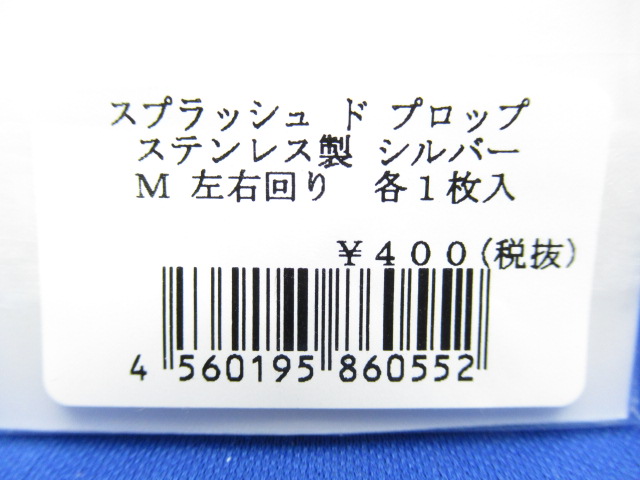 スプラッシュ ド プロップ
ステンレス製 シルバー
Ｍ 左右回り　各１枚入
￥４００(税抜)
4 560195 860552